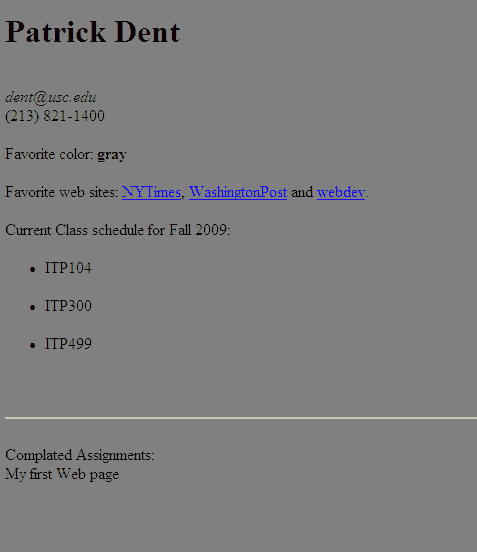 Patrick Dent
dent@usc.edu
(213) 821-1400
Favorite color: gray
Favorite web sites: NYTimes, WashingtonPost and webdev.
Current Class schedule for Fall 2009:
• ITP104
• ITP300
• ITP499
Complated Assignments:
My first Web page